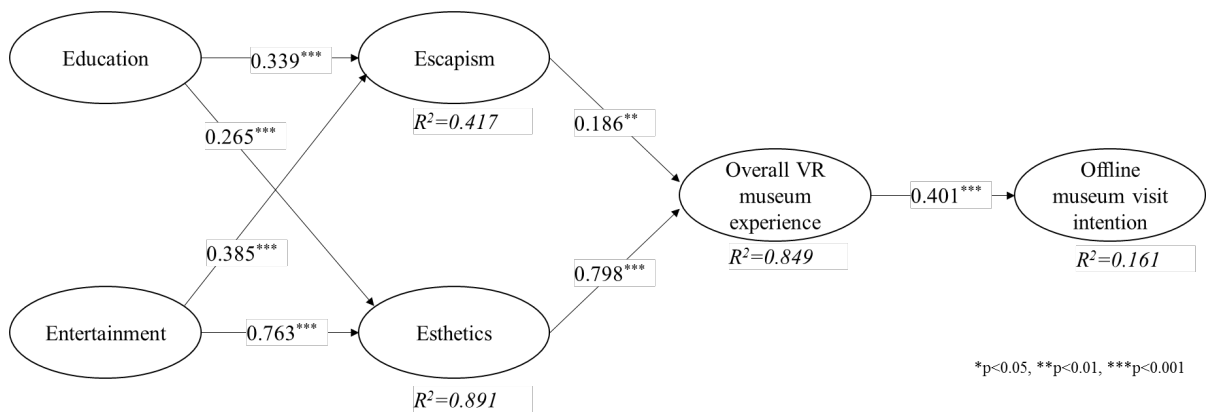 Education
0.339***
Escapism
R²=0.417
0.265***
0.186**
Overall VR
museum
experience
R²=0.849
0.401***
Offline
museum visit
intention
R²=0.161
0.385***
0.798***
Entertainment
0.763***
Esthetics
R²=0.891
*p<0.05, **p<0.01, ***p<0.001